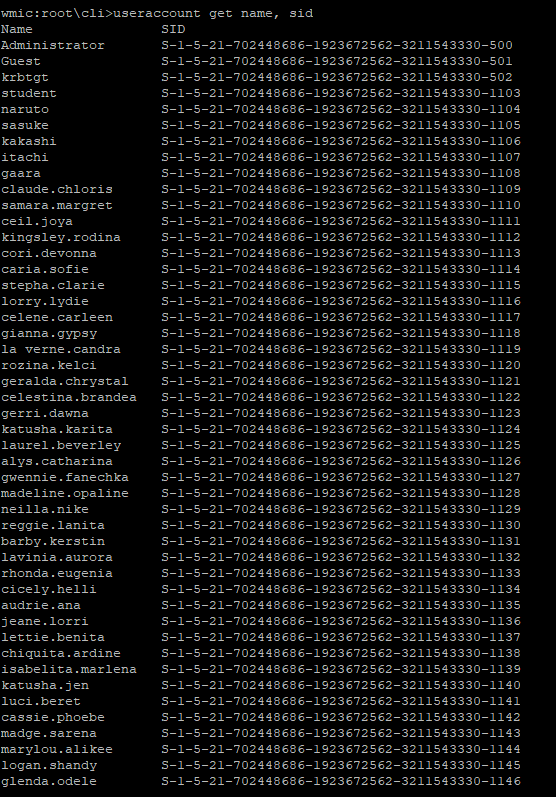 wmic:root\cli>useraccount get name, sid
Name SID
Administrator S-1-5-21-702448686-1923672562-3211543330-500
Guest S-1-5-21-702448686-1923672562-3211543330-501
krbtgt S-1-5-21-702448686-1923672562-3211543330-502
student S-1-5-21-702448686-1923672562-3211543330-1103
naruto S-1-5-21-702448686-1923672562-3211543330-1104
sasuke S-1-5-21-702448686-1923672562-3211543330-1105
kakashi S-1-5-21-702448686-1923672562-3211543330-1106
itachi S-1-5-21-702448686-1923672562-3211543330-1107
gaara S-1-5-21-702448686-1923672562-3211543330-1108
claude.chloris S-1-5-21-702448686-1923672562-3211543330-1109
samara.margret S-1-5-21-702448686-1923672562-3211543330-1110
ceil.joya S-1-5-21-702448686-1923672562-3211543330-1111
kingsley.rodina S-1-5-21-702448686-1923672562-3211543330-1112
cori.devonna S-1-5-21-702448686-1923672562-3211543330-1113
caria.sofie S-1-5-21-702448686-1923672562-3211543330-1114
stepha.clarie S-1-5-21-702448686-1923672562-3211543330-1115
lorry.lydie S-1-5-21-702448686-1923672562-3211543330-1116
celene.carleen S-1-5-21-702448686-1923672562-3211543330-1117
gianna.gypsy S-1-5-21-702448686-1923672562-3211543330-1118
la verne.candra S-1-5-21-702448686-1923672562-3211543330-1119
rozina.kelci S-1-5-21-702448686-1923672562-3211543330-1120
geralda.chrystal S-1-5-21-702448686-1923672562-3211543330-1121
celestina.brandea S-1-5-21-702448686-1923672562-3211543330-1122
gerri.dawna S-1-5-21-702448686-1923672562-3211543330-1123
katusha.karita S-1-5-21-702448686-1923672562-3211543330-1124
laurel.beverley S-1-5-21-702448686-1923672562-3211543330-1125
alys.catharina S-1-5-21-702448686-1923672562-3211543330-1126
gwennie.fanechka S-1-5-21-702448686-1923672562-3211543330-1127
madeline.opaline S-1-5-21-702448686-1923672562-3211543330-1128
neilla.nike S-1-5-21-702448686-1923672562-3211543330-1129
reggie.lanita S-1-5-21-702448686-1923672562-3211543330-1130
barby.kerstin S-1-5-21-702448686-1923672562-3211543330-1131
lavinia.aurora S-1-5-21-702448686-1923672562-3211543330-1132
rhonda.eugenia S-1-5-21-702448686-1923672562-3211543330-1133
cicely.helli S-1-5-21-702448686-1923672562-3211543330-1134
audrie.ana S-1-5-21-702448686-1923672562-3211543330-1135
jeane.lorri S-1-5-21-702448686-1923672562-3211543330-1136
lettie.benita S-1-5-21-702448686-1923672562-3211543330-1137
chiquita.ardine S-1-5-21-702448686-1923672562-3211543330-1138
isabelita.marlena S-1-5-21-702448686-1923672562-3211543330-1139
katusha.jen S-1-5-21-702448686-1923672562-3211543330-1140
luci.beret S-1-5-21-702448686-1923672562-3211543330-1141
cassie.phoebe S-1-5-21-702448686-1923672562-3211543330-1142
madge.sarena S-1-5-21-702448686-1923672562-3211543330-1143
marylou.alikee S-1-5-21-702448686-1923672562-3211543330-1144
logan.shandy S-1-5-21-702448686-1923672562-3211543330-1145
glenda.odele S-1-5-21-702448686-1923672562-3211543330-1146